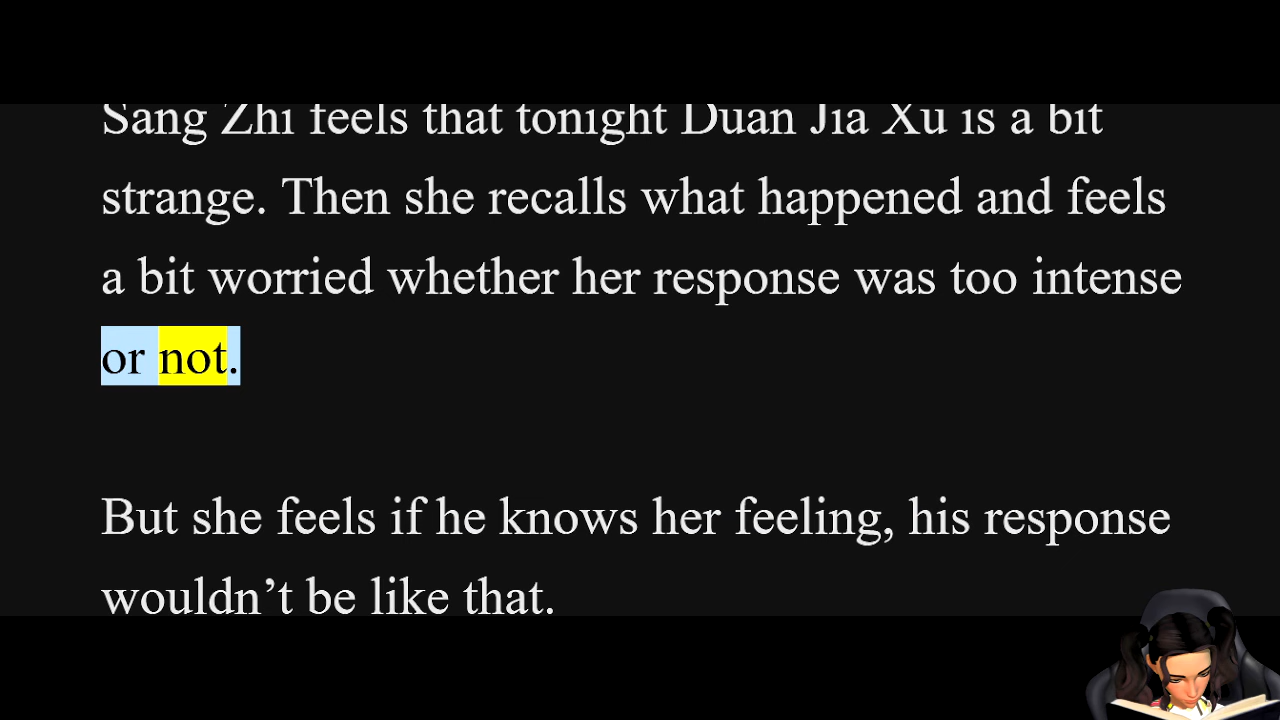 Sang Zhi feels that tonight Duan Jia Xu is a bit
strange. Then she recalls what happened and feels
a bit worried whether her response was too intense
or not.
But she feels if he knows her feeling, his response
wouldn’t be like that.